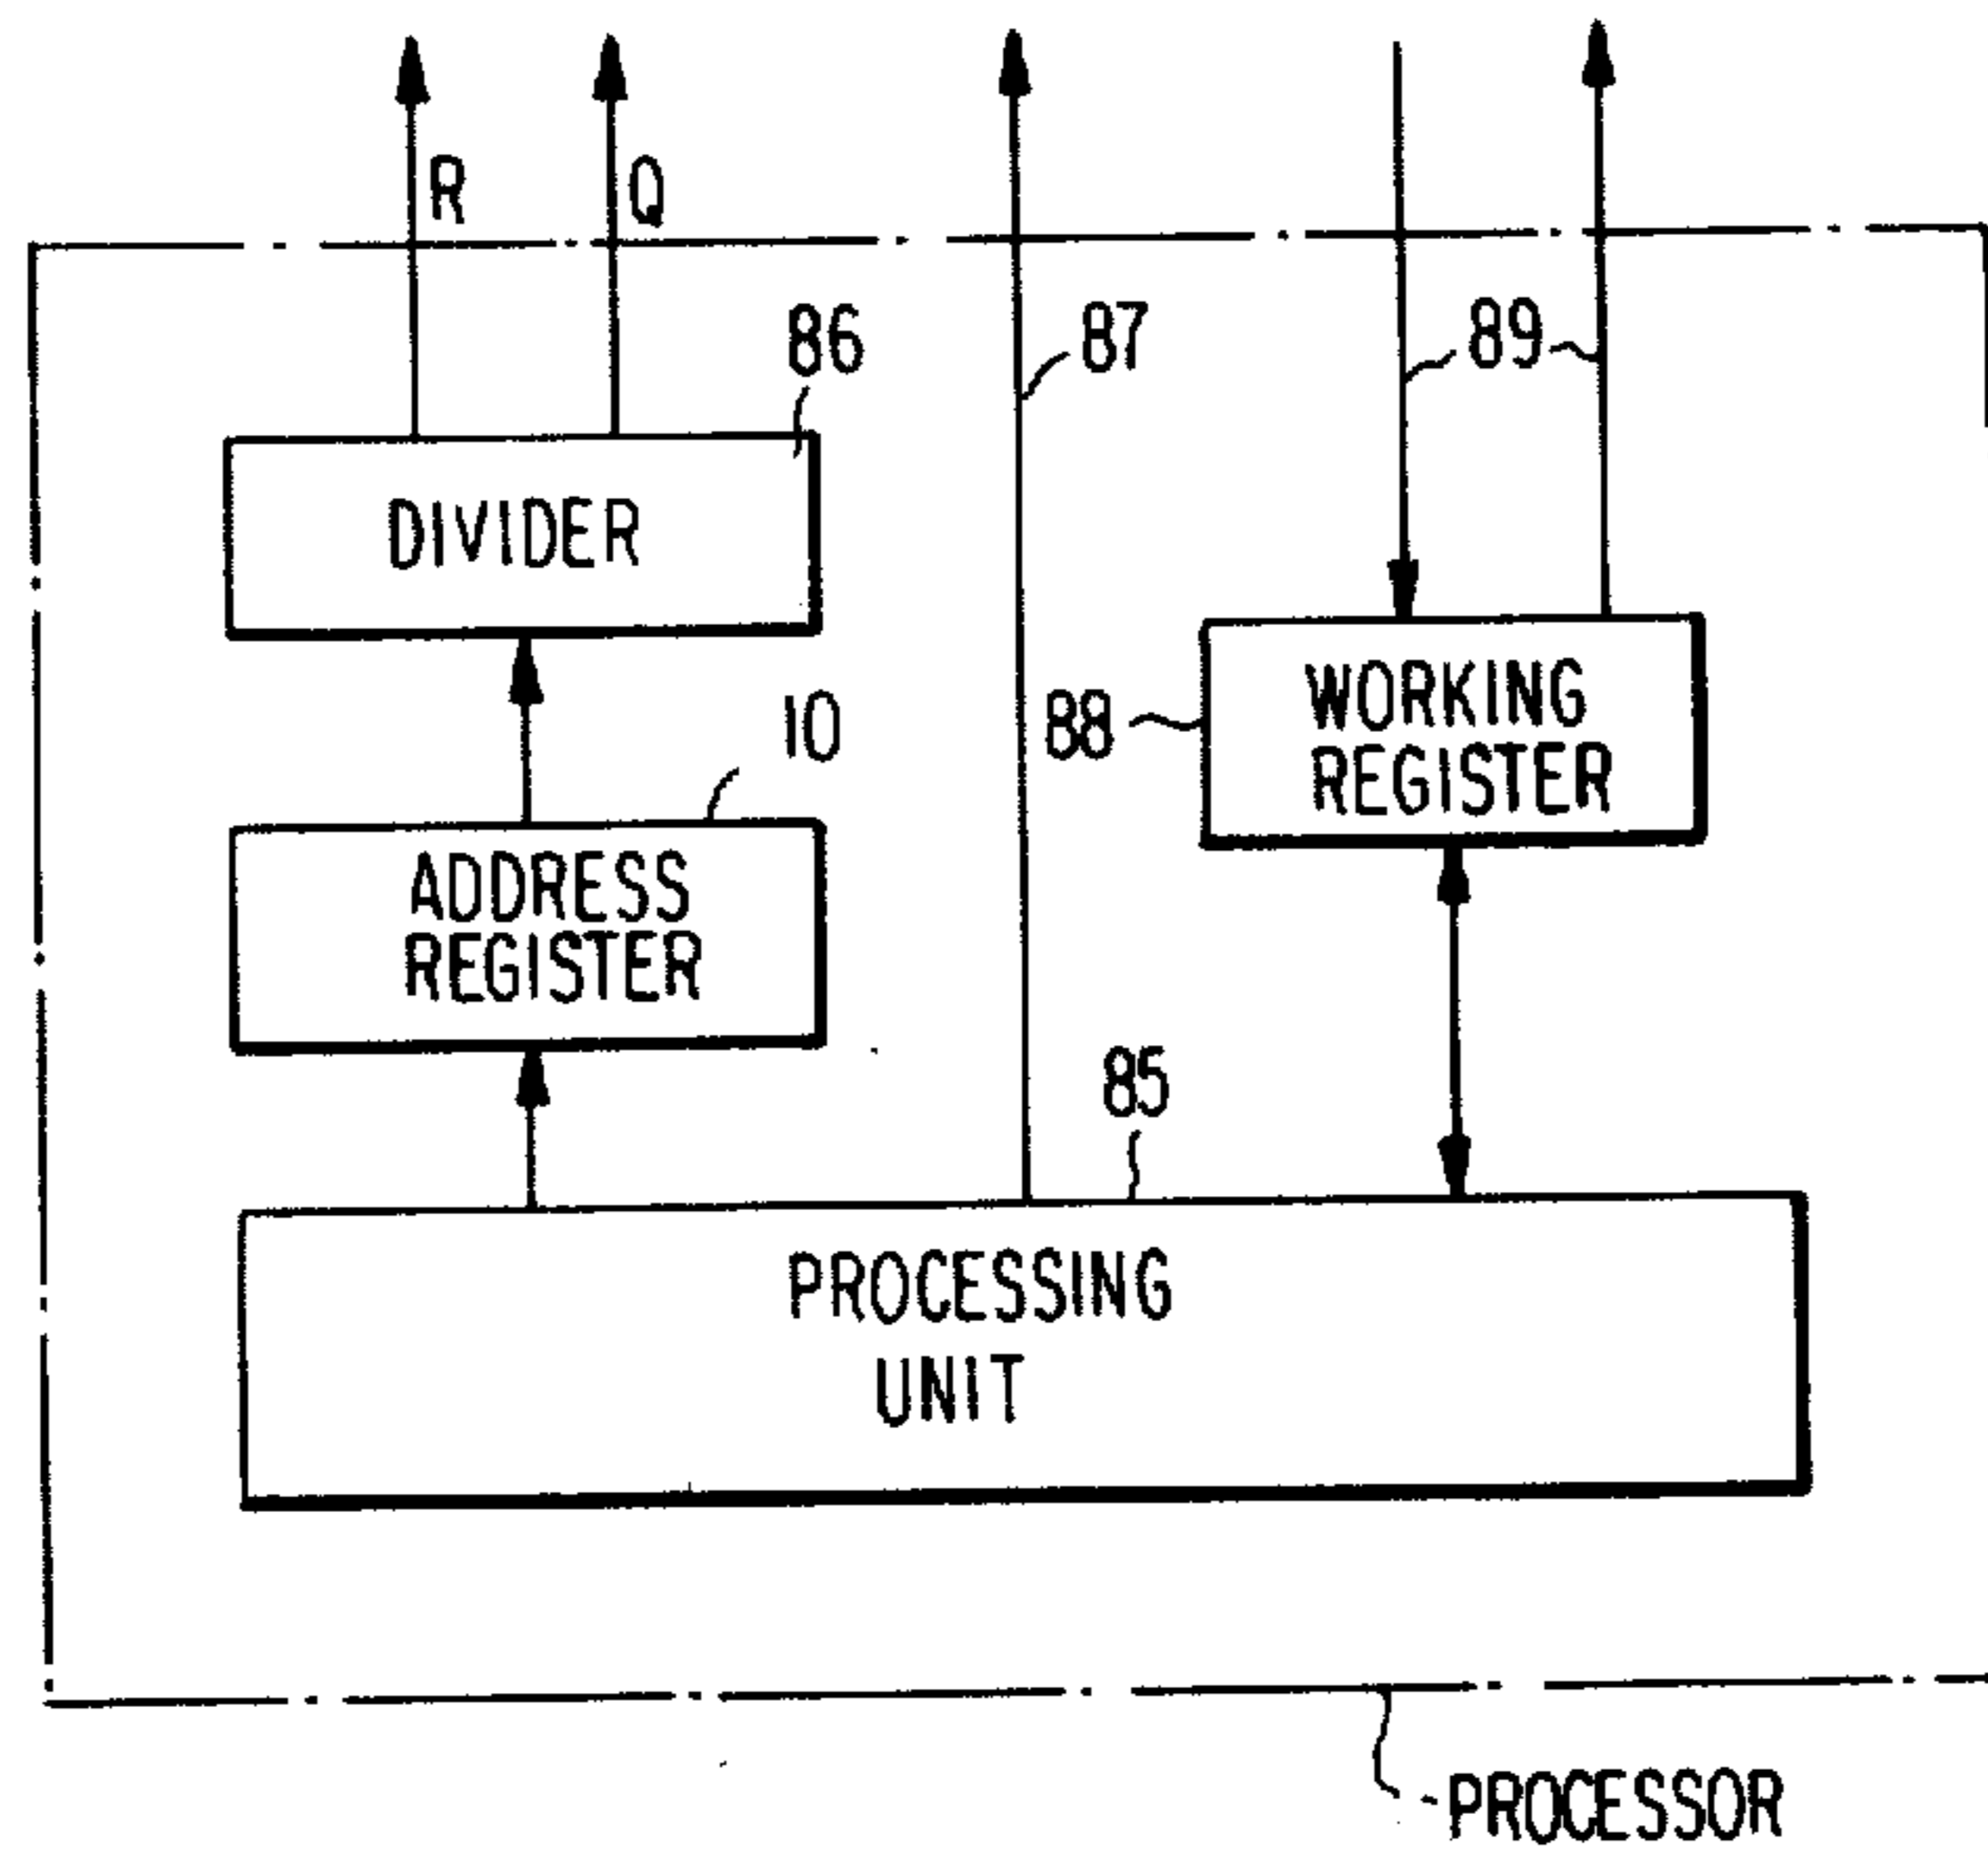 R
Q
86
87
89
DIVIDER
10
88
WORKING
REGISTER
ADDRESS
REGISTER
85
PROCESSING
UNIT
PROCESSOR